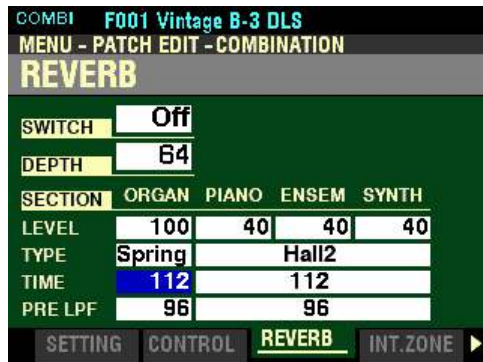 COMBI F001 Vintage B-3 DLS
MENU - PATCH EDIT - COMBINATION
REVERB
SWITCH Off
DEPTH 64
SECTION ORGAN PIANO ENSEM SYNTH
LEVEL 100 40 40 40
TYPE Spring Hall2
TIME 112 112
PRE LPF 96 96
SETTING CONTROL REVERB INT.ZONE